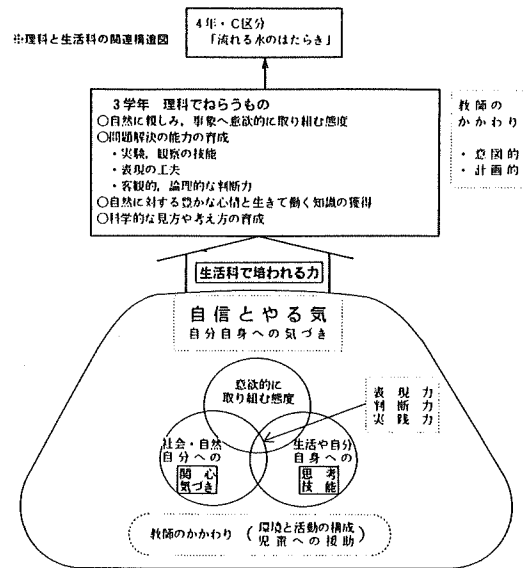 ※理科と生活科の関連構造図
4年・C区分
「流れる水のはたらき」
3学年 理科でねらうもの
○自然に親しみ，事象へ意欲的に取り組む態度
○問題解決の能力の育成
・実験，観察の技能
・表現の工夫
・客観的，論理的な判断力
○自然に対する豊かな心情と生きて働く知識の獲得
○科学的な見方や考え方の育成
教師の
かかわり
・意図的
・計画的
生活科で培われる力
自信とやる気
自分自身への気づき
意欲的に
取り組む態度
表現力
判断力
実践力
社会・自然
自分への
関心
気づき
生活や自分
自身への
思考
技能
教師のかかわり（環境と活動の構成
児童への援助）